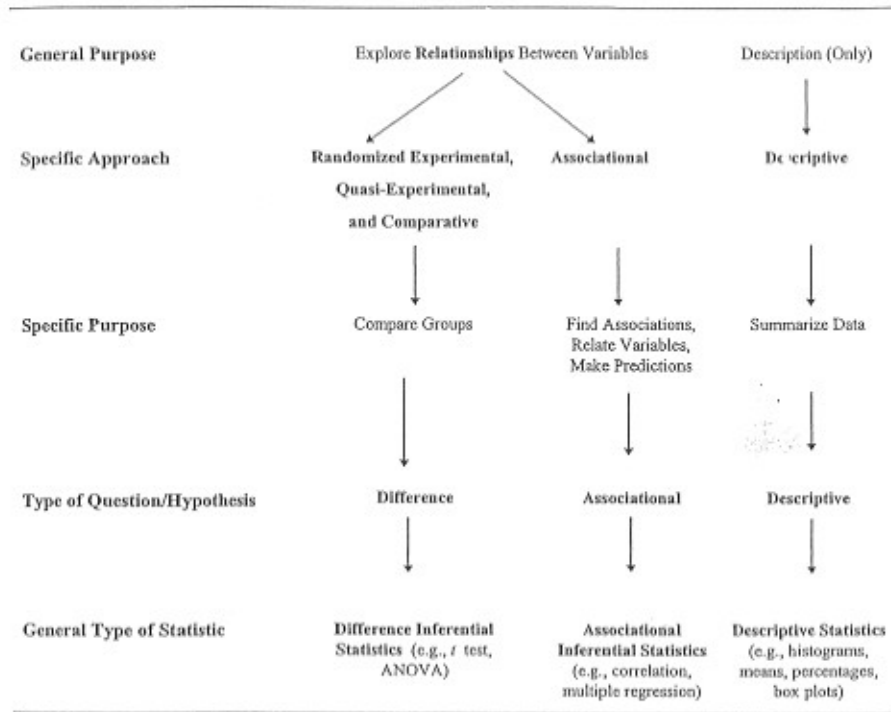 General Purpose
Explore Relationships Between Variables
Description (Only)
Specific Approach
Randomized Experimental,
Quasi-Experimental,
and Comparative
Associational
Descriptive
Specific Purpose
Compare Groups
Find Associations,
Relate Variables,
Make Predictions
Summarize Data
Type of Question/Hypothesis
Difference
Associational
Descriptive
General Type of Statistic
Difference Inferential
Statistics (e.g., t test,
ANOVA)
Associational
Inferential Statistics
(e.g., correlation,
multiple regression)
Descriptive Statistics
(e.g., histograms,
means, percentages,
box plots)